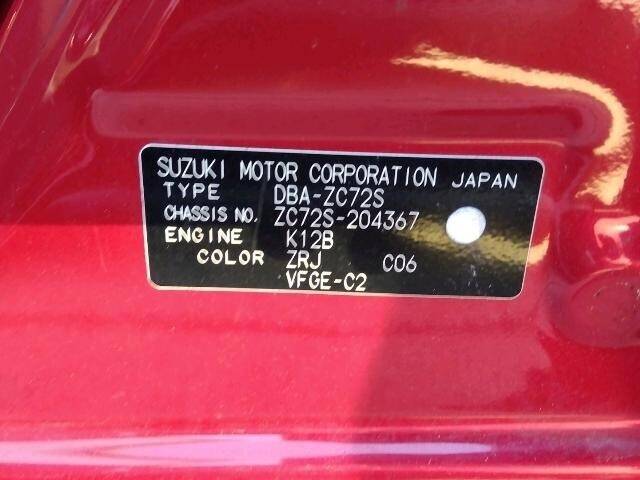 SUZUKI MOTOR CORPORATION JAPAN
TYPE DBA-ZC72S
CHASSIS NO. ZC72S-204367
ENGINE K12B
COLOR ZRJ C06
VFGE-C2